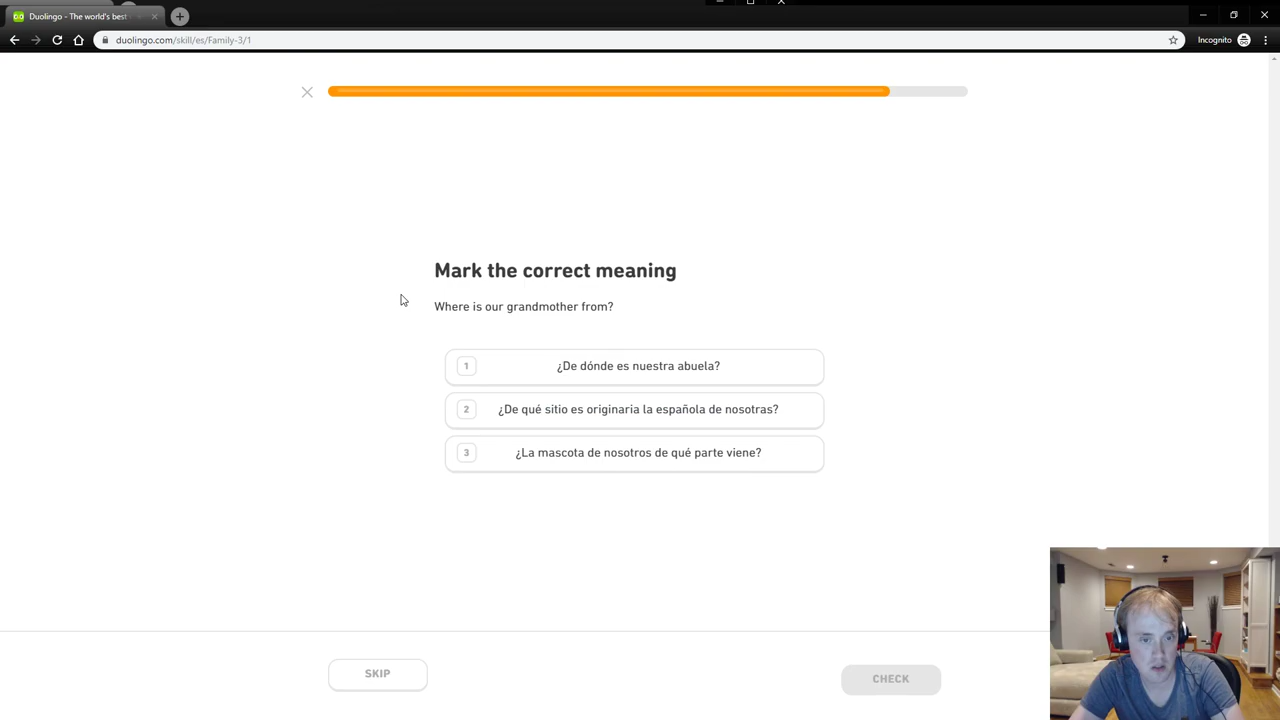 Duolingo - The world's best
duolingo.com/skill/es/Family-3/1
Incognito
Mark the correct meaning
Where is our grandmother from?
1 ¿De dónde es nuestra abuela?
2 ¿De qué sitio es originaria la española de nosotras?
3 ¿La mascota de nosotros de qué parte viene?
SKIP
CHECK